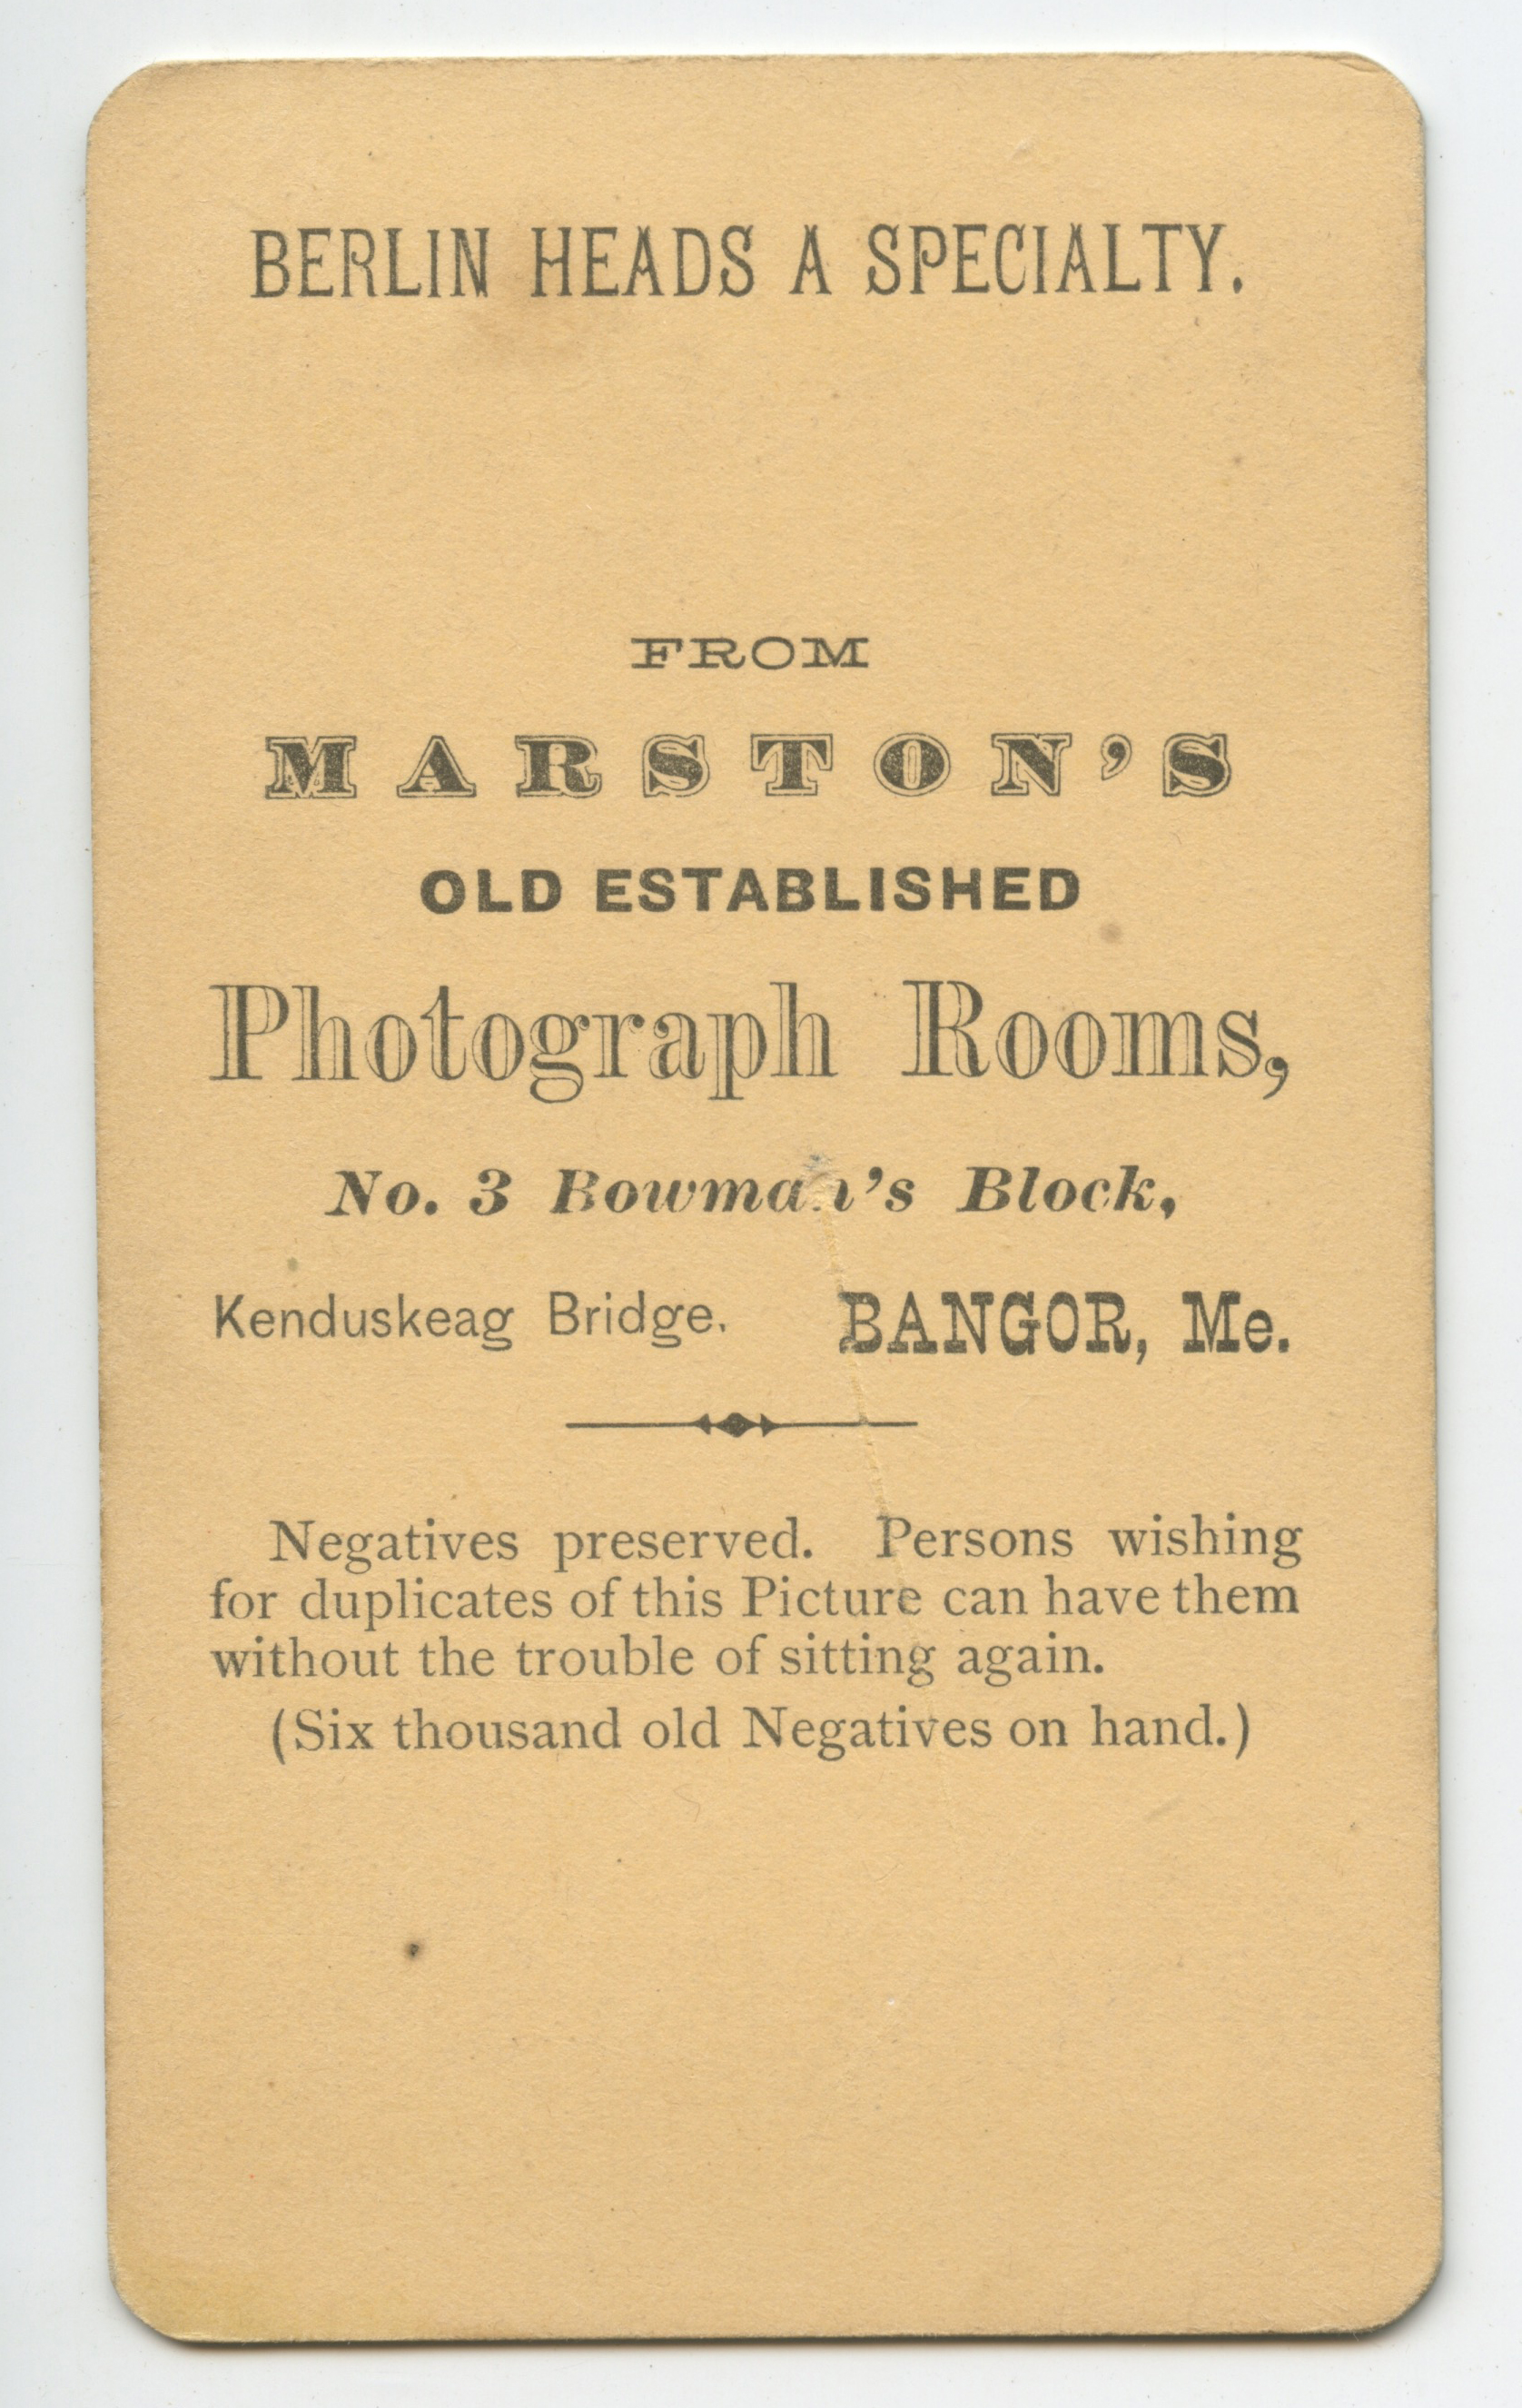 BERLIN HEADS A SPECIALTY.
FROM
MARSTON'S
OLD ESTABLISHED
Photograph Rooms,
No. 3 Bowman's Block,
Kenduskeag Bridge. BANGOR, Me.
Negatives preserved. Persons wishing
for duplicates of this Picture can have them
without the trouble of sitting again.
(Six thousand old Negatives on hand.)